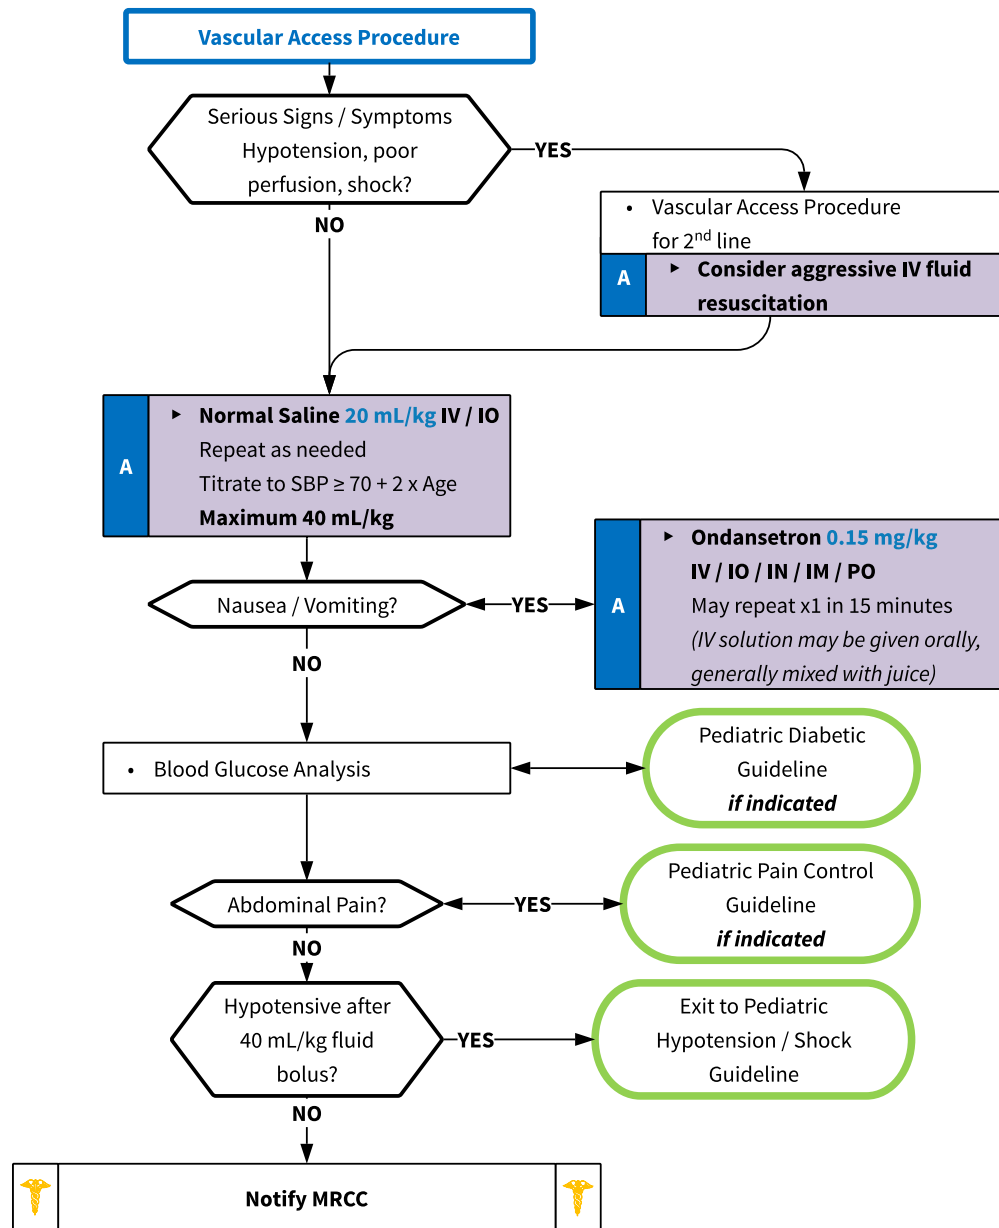 Vascular Access Procedure
Serious Signs / Symptoms
Hypotension, poor
perfusion, shock?
YES
NO
• Vascular Access Procedure
for 2nd line
A
▸ Consider aggressive IV fluid
resuscitation
A
▸ Normal Saline 20 mL/kg IV / IO
Repeat as needed
Titrate to SBP ≥ 70 + 2 x Age
Maximum 40 mL/kg
Nausea / Vomiting?
YES
A
▸ Ondansetron 0.15 mg/kg
IV / IO / IN / IM / PO
May repeat x1 in 15 minutes
(IV solution may be given orally,
generally mixed with juice)
NO
• Blood Glucose Analysis
Pediatric Diabetic
Guideline
if indicated
Abdominal Pain?
YES
Pediatric Pain Control
Guideline
if indicated
NO
Hypotensive after
40 mL/kg fluid
bolus?
YES
Exit to Pediatric
Hypotension / Shock
Guideline
NO
Notify MRCC